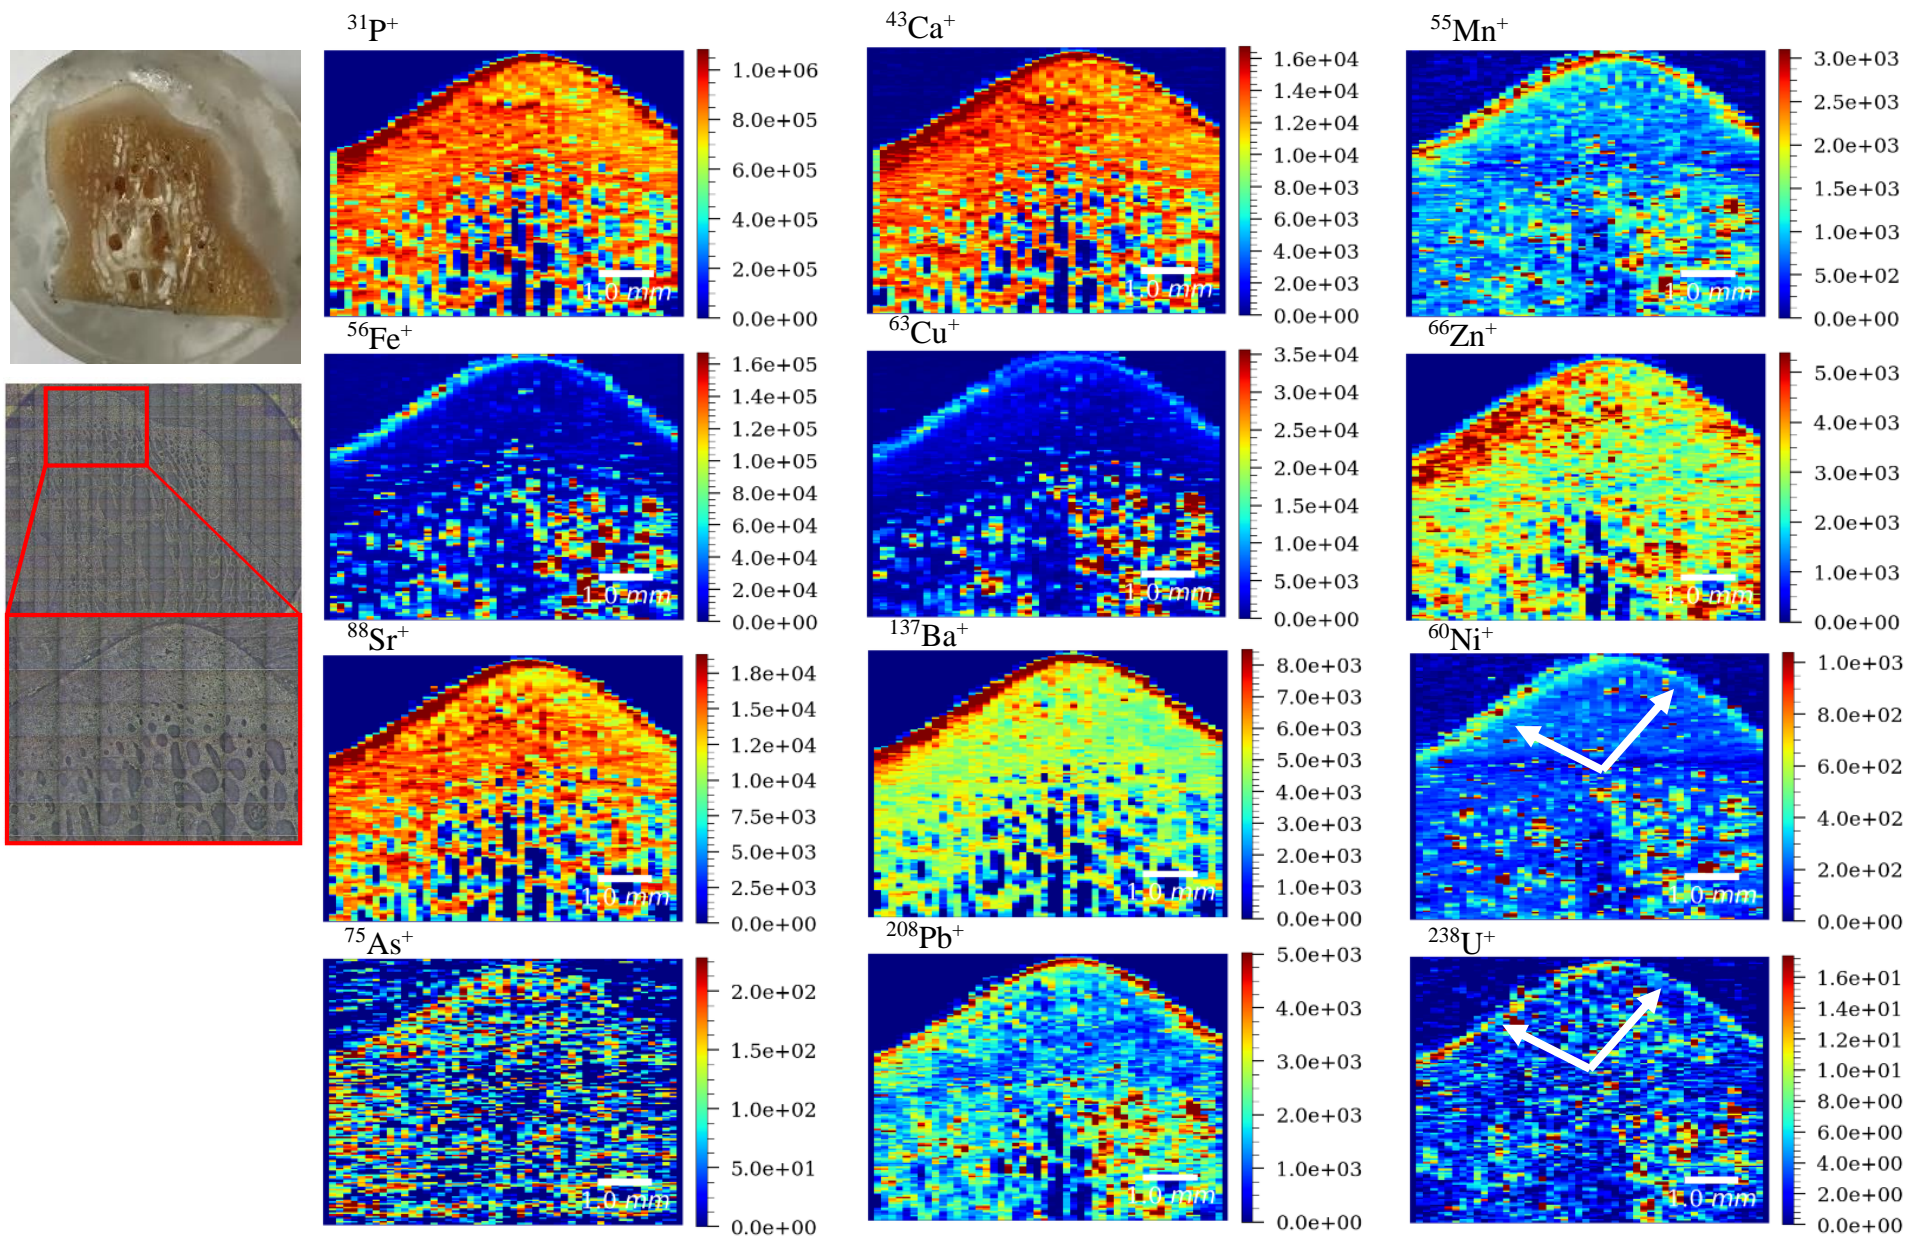 ³¹P⁺
1.0e+06
8.0e+05
6.0e+05
4.0e+05
2.0e+05
0.0e+00
1.0 mm
⁴³Ca⁺
1.6e+04
1.4e+04
1.2e+04
1.0e+04
8.0e+03
6.0e+03
4.0e+03
2.0e+03
0.0e+00
1.0 mm
⁵⁵Mn⁺
3.0e+03
2.5e+03
2.0e+03
1.5e+03
1.0e+03
5.0e+02
0.0e+00
1.0 mm
⁵⁶Fe⁺
1.6e+05
1.4e+05
1.2e+05
1.0e+05
8.0e+04
6.0e+04
4.0e+04
2.0e+04
0.0e+00
1.0 mm
⁶³Cu⁺
3.5e+04
3.0e+04
2.5e+04
2.0e+04
1.5e+04
1.0e+04
5.0e+03
0.0e+00
1.0 mm
⁶⁶Zn⁺
5.0e+03
4.0e+03
3.0e+03
2.0e+03
1.0e+03
0.0e+00
1.0 mm
⁸⁸Sr⁺
1.8e+04
1.5e+04
1.2e+04
1.0e+04
7.5e+03
5.0e+03
2.5e+03
0.0e+00
1.0 mm
¹³⁷Ba⁺
8.0e+03
7.0e+03
6.0e+03
5.0e+03
4.0e+03
3.0e+03
2.0e+03
1.0e+03
0.0e+00
1.0 mm
⁶⁰Ni⁺
1.0e+03
8.0e+02
6.0e+02
4.0e+02
2.0e+02
0.0e+00
1.0 mm
⁷⁵As⁺
2.0e+02
1.5e+02
1.0e+02
5.0e+01
0.0e+00
1.0 mm
²⁰⁸Pb⁺
5.0e+03
4.0e+03
3.0e+03
2.0e+03
1.0e+03
0.0e+00
1.0 mm
²³⁸U⁺
1.6e+01
1.4e+01
1.2e+01
1.0e+01
8.0e+00
6.0e+00
4.0e+00
2.0e+00
0.0e+00
1.0 mm